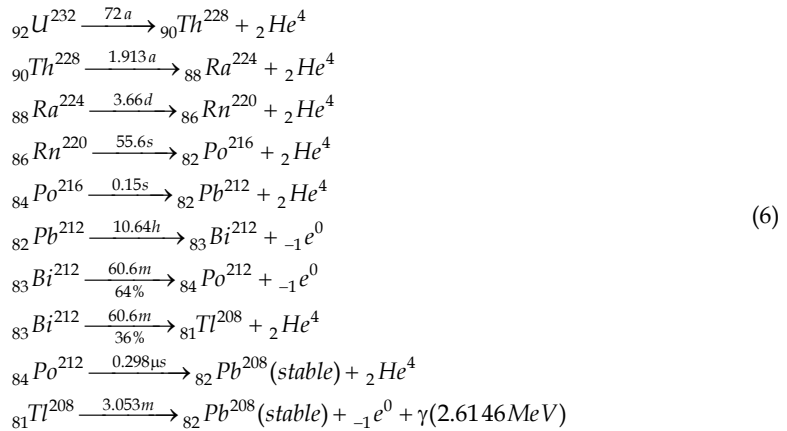 ₉₂U²³² —72a→ ₉₀Th²²⁸ + ₂He⁴
₉₀Th²²⁸ —1.913a→ ₈₈Ra²²⁴ + ₂He⁴
₈₈Ra²²⁴ —3.66d→ ₈₆Rn²²⁰ + ₂He⁴
₈₆Rn²²⁰ —55.6s→ ₈₂Po²¹⁶ + ₂He⁴
₈₄Po²¹⁶ —0.15s→ ₈₂Pb²¹² + ₂He⁴
₈₂Pb²¹² —10.64h→ ₈₃Bi²¹² + ₋₁e⁰
₈₃Bi²¹² —60.6m / 64%→ ₈₄Po²¹² + ₋₁e⁰
₈₃Bi²¹² —60.6m / 36%→ ₈₁Tl²⁰⁸ + ₂He⁴
₈₄Po²¹² —0.298μs→ ₈₂Pb²⁰⁸(stable) + ₂He⁴
₈₁Tl²⁰⁸ —3.053m→ ₈₂Pb²⁰⁸(stable) + ₋₁e⁰ + γ(2.6146MeV)
(6)